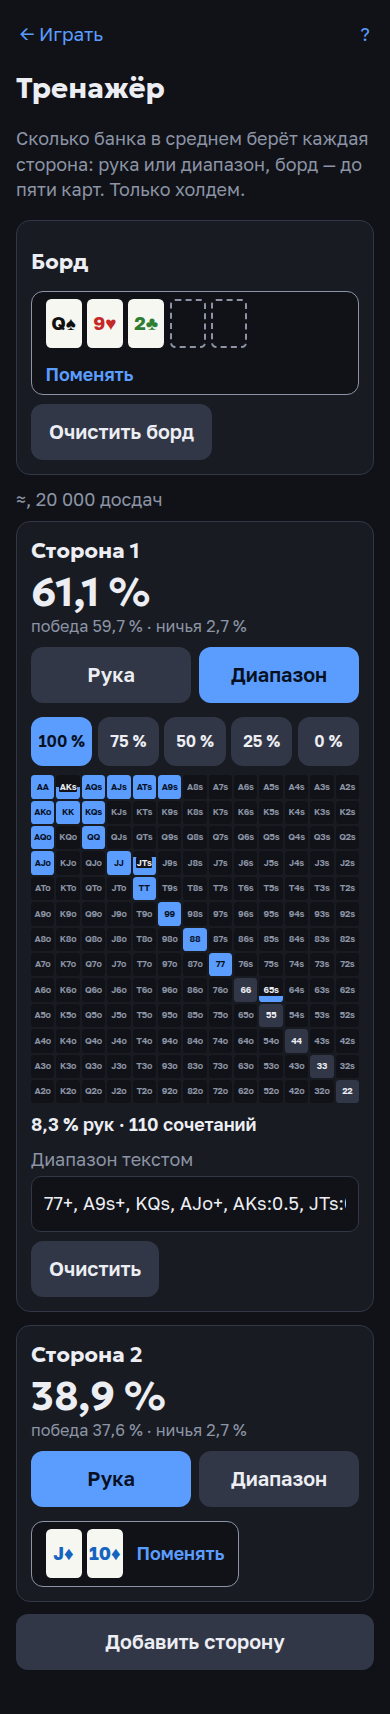 ← Играть ?
Тренажёр
Сколько банка в среднем берёт каждая
сторона: рука или диапазон, борд — до
пяти карт. Только холдем.
Борд
Q♠ 9♥ 2♣
Поменять
Очистить борд
≈, 20 000 досдач
Сторона 1
61,1 %
победа 59,7 % · ничья 2,7 %
Рука Диапазон
100 % 75 % 50 % 25 % 0 %
AA AKs AQs AJs ATs A9s A8s A7s A6s A5s A4s A3s A2s
AKo KK KQs KJs KTs K9s K8s K7s K6s K5s K4s K3s K2s
AQo KQo QQ QJs QTs Q9s Q8s Q7s Q6s Q5s Q4s Q3s Q2s
AJo KJo QJo JJ JTs J9s J8s J7s J6s J5s J4s J3s J2s
ATo KTo QTo JTo TT T9s T8s T7s T6s T5s T4s T3s T2s
A9o K9o Q9o J9o T9o 99 98s 97s 96s 95s 94s 93s 92s
A8o K8o Q8o J8o T8o 98o 88 87s 86s 85s 84s 83s 82s
A7o K7o Q7o J7o T7o 97o 87o 77 76s 75s 74s 73s 72s
A6o K6o Q6o J6o T6o 96o 86o 76o 66 65s 64s 63s 62s
A5o K5o Q5o J5o T5o 95o 85o 75o 65o 55 54s 53s 52s
A4o K4o Q4o J4o T4o 94o 84o 74o 64o 54o 44 43s 42s
A3o K3o Q3o J3o T3o 93o 83o 73o 63o 53o 43o 33 32s
A2o K2o Q2o J2o T2o 92o 82o 72o 62o 52o 42o 32o 22
8,3 % рук · 110 сочетаний
Диапазон текстом
77+, A9s+, KQs, AJo+, AKs:0.5, JTs:
Очистить
Сторона 2
38,9 %
победа 37,6 % · ничья 2,7 %
Рука Диапазон
J♦ 10♦ Поменять
Добавить сторону